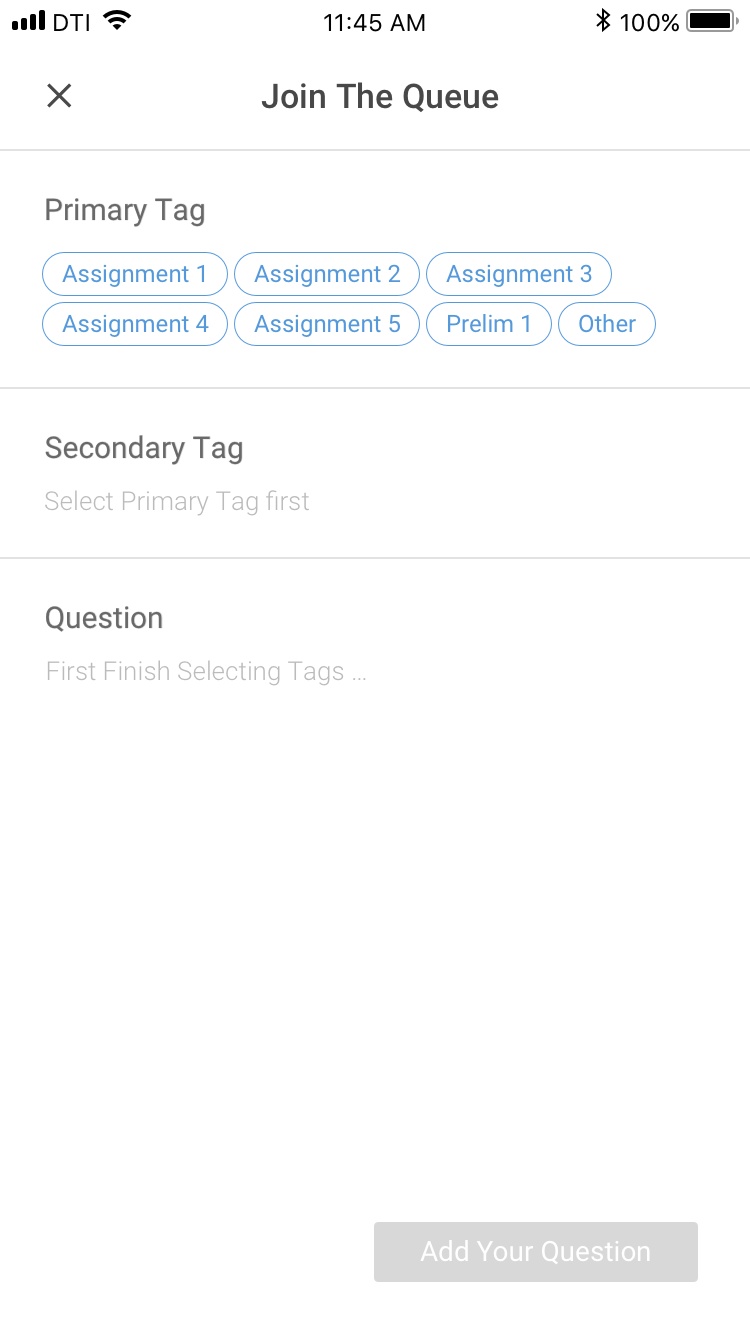 DTI 11:45 AM 100%
Join The Queue
Primary Tag
Assignment 1 Assignment 2 Assignment 3
Assignment 4 Assignment 5 Prelim 1 Other
Secondary Tag
Select Primary Tag first
Question
First Finish Selecting Tags ...
Add Your Question